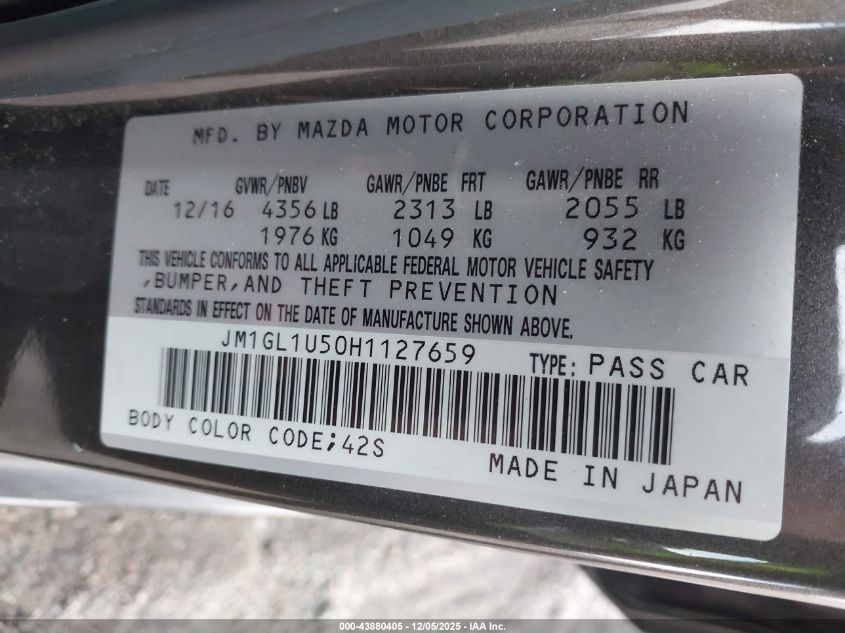 MFD. BY MAZDA MOTOR CORPORATION
DATE GVWR/PNBV GAWR/PNBE FRT GAWR/PNBE RR
12/16 4356 LB 2313 LB 2055 LB
1976 KG 1049 KG 932 KG
THIS VEHICLE CONFORMS TO ALL APPLICABLE FEDERAL MOTOR VEHICLE SAFETY
,BUMPER,AND THEFT PREVENTION
STANDARDS IN EFFECT ON THE DATE OF MANUFACTURE SHOWN ABOVE.
JM1GL1U50H1127659 TYPE: PASS CAR
BODY COLOR CODE;42S
MADE IN JAPAN
000-43880405 - 12/05/2025 - IAA Inc.